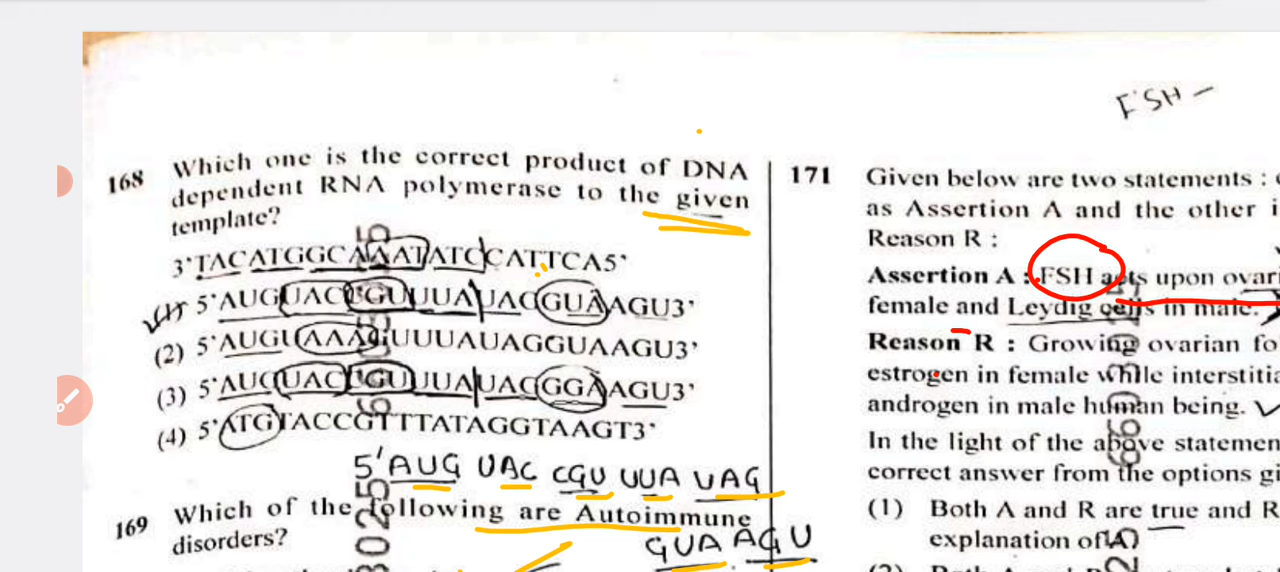 FSH -
168 Which one is the correct product of DNA
dependent RNA polymerase to the given
template?
3'TACATGGCAAATATCCATTCA5'
(1) 5'AUGUACCGUUUAUAGGUAAGU3'
(2) 5'AUGUAAAGUUUAUAGGUAAGU3'
(3) 5'AUGUACCGUUUAUAGGGAAGU3'
(4) 5'ATGTACCGTTTATAGGTAAGT3'
5'AUG UAC CGU UUA UAG
GUA AGU
169 Which of the following are Autoimmune
disorders?
171 Given below are two statements :
as Assertion A and the other
Reason R :
Assertion A : FSH acts upon ovari
female and Leydig cells in male.
Reason R : Growing ovarian fo
estrogen in female while interstitia
androgen in male human being.
In the light of the above statemen
correct answer from the options gi
(1) Both A and R are true and R
explanation of A